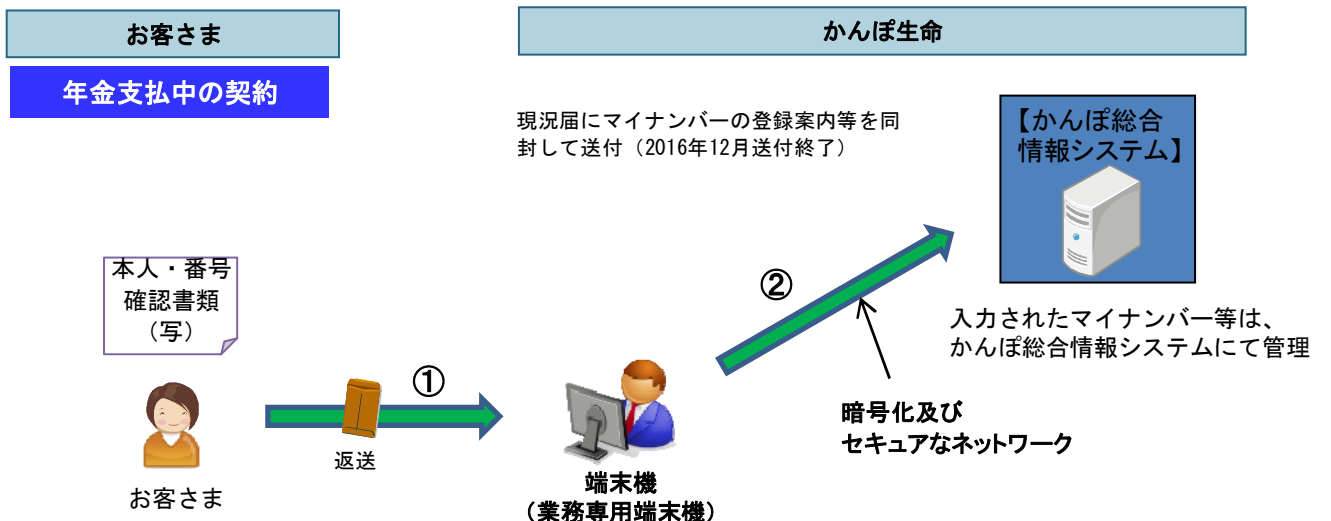 お客さま
かんぽ生命
年金支払中の契約
現況届にマイナンバーの登録案内等を同
封して送付（2016年12月送付終了）
【かんぽ総合
情報システム】
本人・番号
確認書類
（写）
②
入力されたマイナンバー等は、
かんぽ総合情報システムにて管理
①
暗号化及び
セキュアなネットワーク
返送
お客さま
端末機
（業務専用端末機）